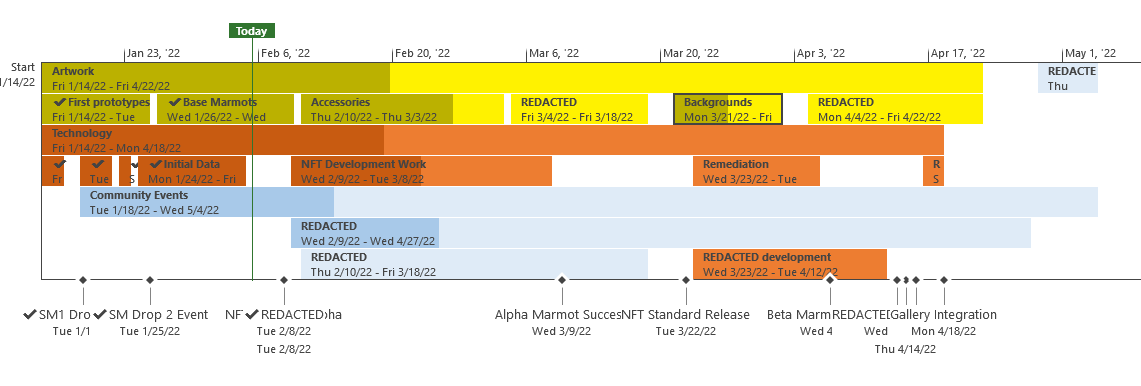 Today
Jan 23, '22
Feb 6, '22
Feb 20, '22
Mar 6, '22
Mar 20, '22
Apr 3, '22
Apr 17, '22
May 1, '22
Start
1/14/22
Artwork
Fri 1/14/22 - Fri 4/22/22
REDACTE
Thu
✔First prototypes
Fri 1/14/22 - Tue
✔Base Marmots
Wed 1/26/22 - Wed
Accessories
Thu 2/10/22 - Thu 3/3/22
REDACTED
Fri 3/4/22 - Fri 3/18/22
Backgrounds
Mon 3/21/22 - Fri
REDACTED
Mon 4/4/22 - Fri 4/22/22
Technology
Fri 1/14/22 - Mon 4/18/22
✔
Fr
✔
Tue
✔
S
✔Initial Data
Mon 1/24/22 - Fri
NFT Development Work
Wed 2/9/22 - Tue 3/8/22
Remediation
Wed 3/23/22 - Tue
R
S
Community Events
Tue 1/18/22 - Wed 5/4/22
REDACTED
Wed 2/9/22 - Wed 4/27/22
REDACTED
Thu 2/10/22 - Fri 3/18/22
REDACTED development
Wed 3/23/22 - Tue 4/12/22
✔SM1 Dro
Tue 1/1
✔SM Drop 2 Event
Tue 1/25/22
NF
✔REDACTED
ha
Tue 2/8/22
Tue 2/8/22
Alpha Marmot Succes
Wed 3/9/22
NFT Standard Release
Tue 3/22/22
Beta Marm
Wed 4
REDACTE
Wed
Thu 4/14/22
Gallery Integration
Mon 4/18/22